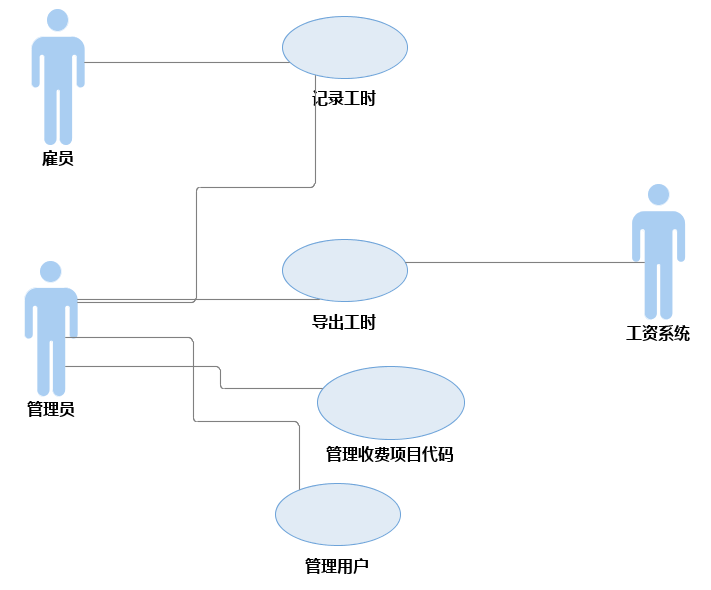 记录工时
雇员
导出工时
工资系统
管理员
管理收费项目代码
管理用户